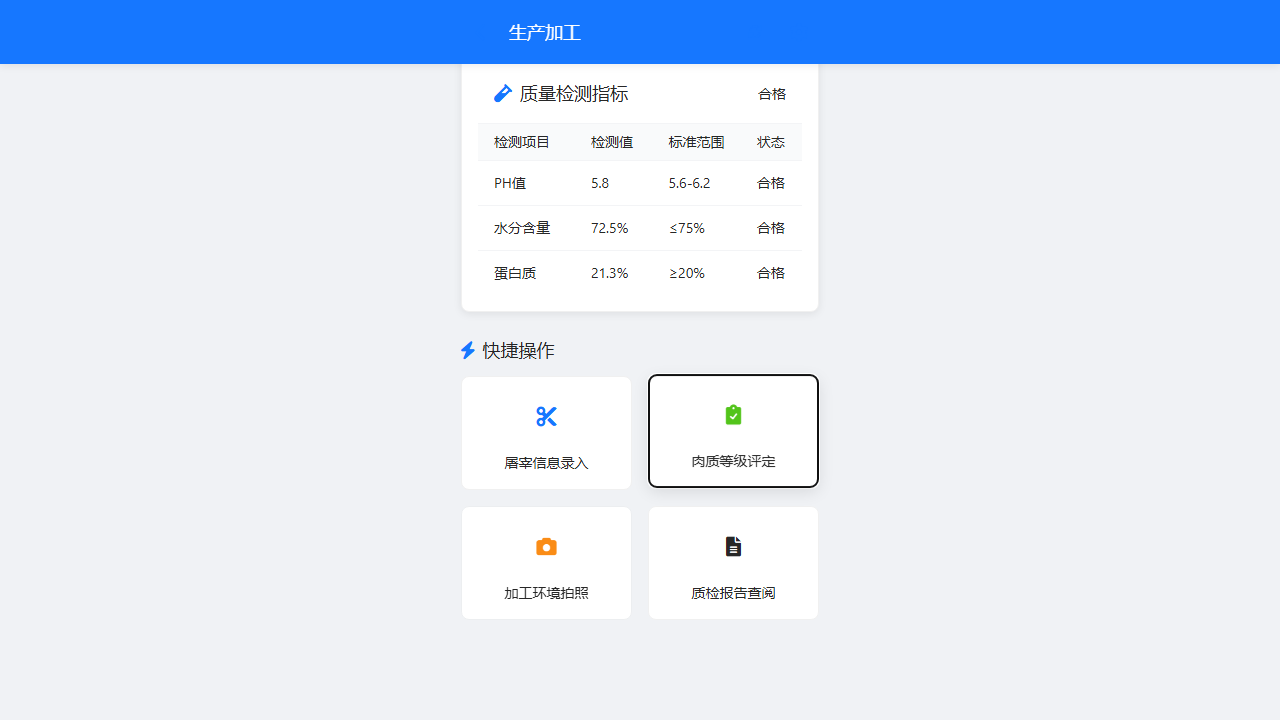 生产加工
质量检测指标 合格
检测项目 检测值 标准范围 状态
PH值 5.8 5.6-6.2 合格
水分含量 72.5% ≤75% 合格
蛋白质 21.3% ≥20% 合格
快捷操作
屠宰信息录入 肉质等级评定
加工环境拍照 质检报告查阅